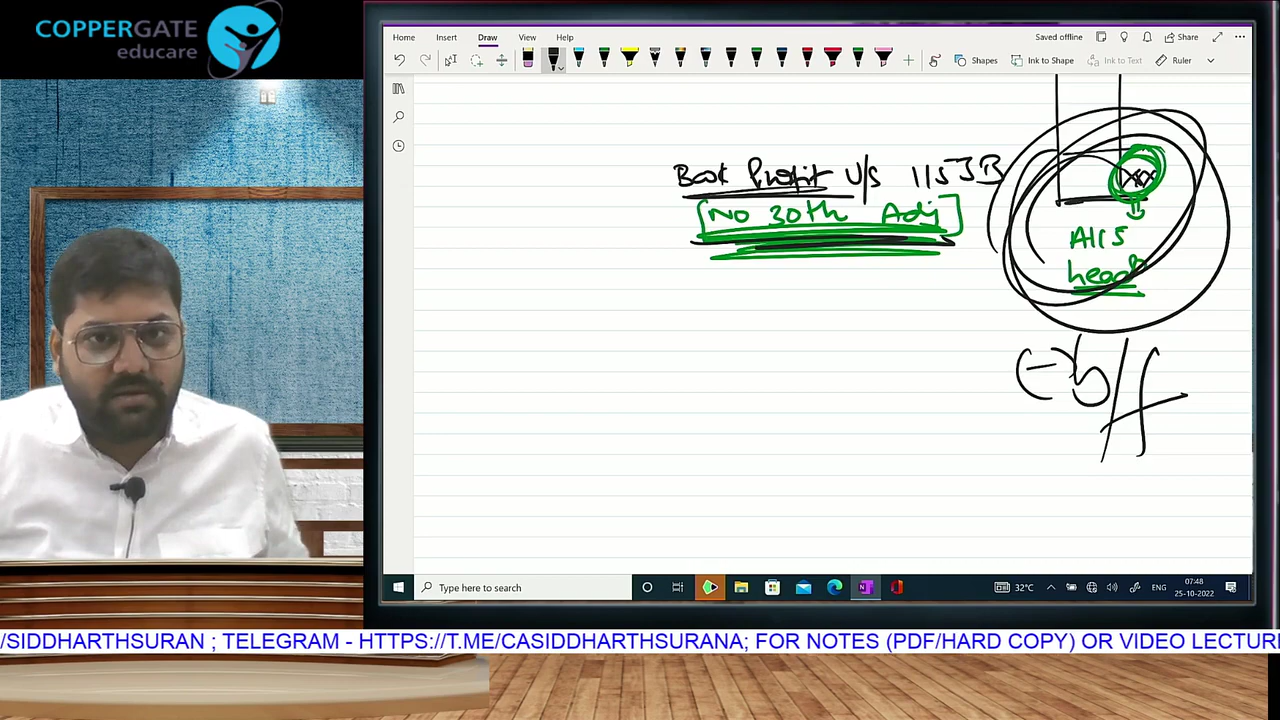 COPPERGATE
educare
Home Insert Draw View Help
Saved offline
Share
Shapes
Ink to Shape
Ink to Text
Ruler
Book Profit U/s 115JB
[No 30th Adj]
XXX
All 5
heads
(-) b/f
Type here to search
32°C
ENG
07:48
25-10-2022
/SIDDHARTHSURAN ; TELEGRAM - HTTPS://T.ME/CASIDDHARTHSURANA; FOR NOTES (PDF/HARD COPY) OR VIDEO LECTURE